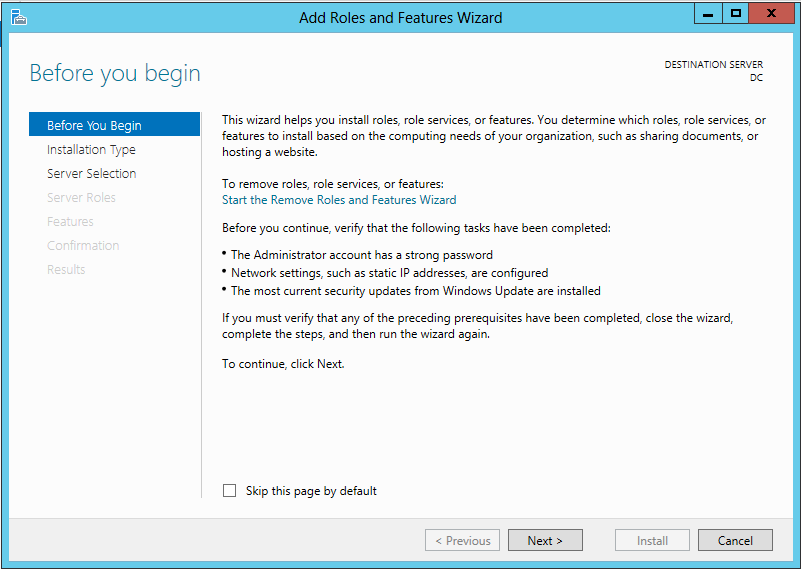 Add Roles and Features Wizard
Before you begin
DESTINATION SERVER
DC
Before You Begin
Installation Type
Server Selection
Server Roles
Features
Confirmation
Results
This wizard helps you install roles, role services, or features. You determine which roles, role services, or
features to install based on the computing needs of your organization, such as sharing documents, or
hosting a website.
To remove roles, role services, or features:
Start the Remove Roles and Features Wizard
Before you continue, verify that the following tasks have been completed:
• The Administrator account has a strong password
• Network settings, such as static IP addresses, are configured
• The most current security updates from Windows Update are installed
If you must verify that any of the preceding prerequisites have been completed, close the wizard,
complete the steps, and then run the wizard again.
To continue, click Next.
Skip this page by default
< Previous
Next >
Install
Cancel